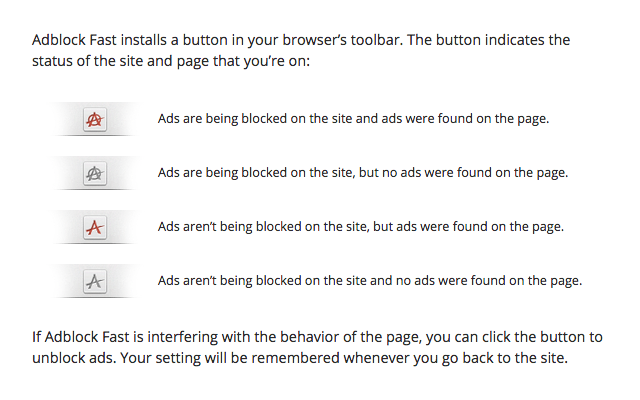 Adblock Fast installs a button in your browser's toolbar. The button indicates the
status of the site and page that you're on:
Ads are being blocked on the site and ads were found on the page.
Ads are being blocked on the site, but no ads were found on the page.
A Ads aren't being blocked on the site, but ads were found on the page.
A Ads aren't being blocked on the site and no ads were found on the page.
If Adblock Fast is interfering with the behavior of the page, you can click the button to
unblock ads. Your setting will be remembered whenever you go back to the site.